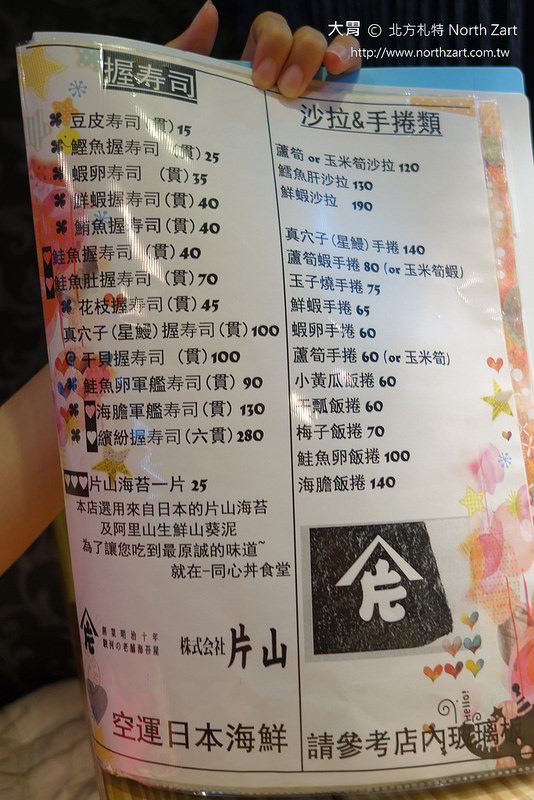 大胃 © 北方札特 North Zart
http://www.northzart.com.tw
握寿司
豆皮寿司(貫) 15
鰹魚握寿司 (貫) 25
蝦卵寿司 (貫) 35
鮮蝦握寿司(貫) 40
鮪魚握寿司(貫) 40
鮭魚握寿司 (貫) 40
鮭魚肚握寿司 (貫) 70
花枝握寿司(貫) 45
真穴子(星鰻)握寿司(貫) 100
干貝握寿司 (貫) 100
鮭魚卵軍艦寿司(貫) 90
海膽軍艦寿司(貫) 130
繽紛握寿司(六貫) 280
片山海苔一片 25
本店選用來自日本的片山海苔
及阿里山生鮮山葵泥
為了讓您吃到最原誠的味道~
就在-同心丼食堂
創業明治十年
株式会社 片山
空運日本海鮮
沙拉&手捲類
蘆筍 or 玉米筍沙拉 120
鱈魚肝沙拉 130
鮮蝦沙拉 190
真穴子(星鰻)手捲 140
蘆筍蝦手捲 80 (or 玉米筍蝦)
玉子燒手捲 75
鮮蝦手捲 65
蝦卵手捲 60
蘆筍手捲 60 (or 玉米筍)
小黃瓜飯捲 60
干瓢飯捲 60
梅子飯捲 70
鮭魚卵飯捲 100
海膽飯捲 140
片
Hello!
請參考店內玻璃